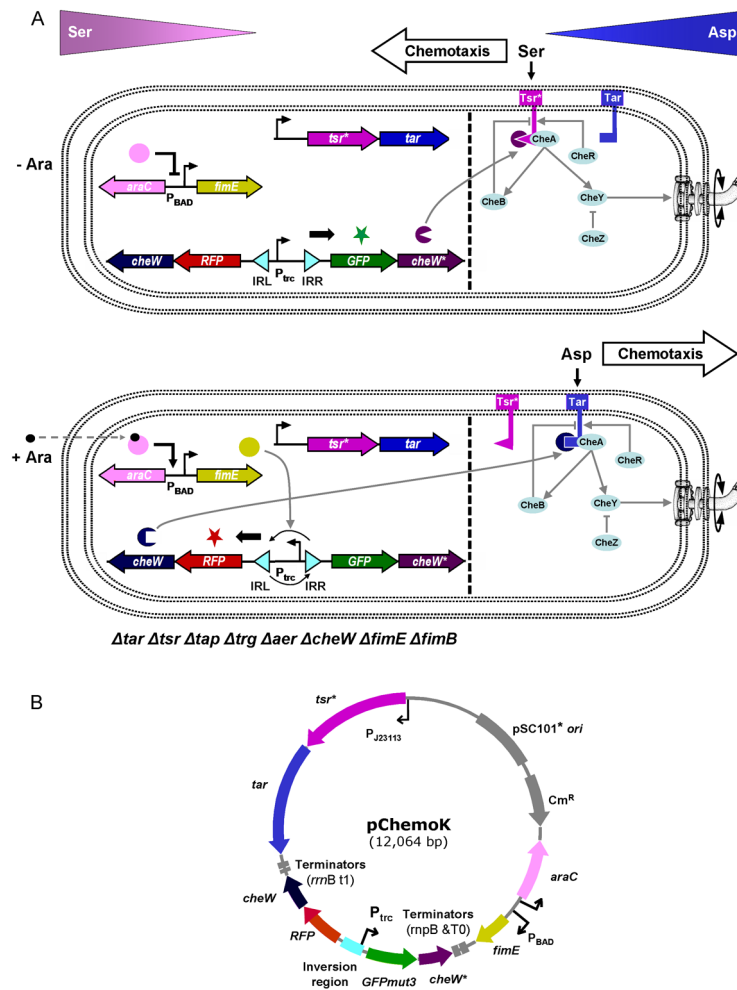 A
Ser
Chemotaxis
Ser
Asp
Tsr*
Tar
- Ara
tsr*
tar
CheA
CheR
araC
PBAD
fimE
CheB
CheY
CheZ
cheW
RFP
Ptrc
GFP
cheW*
IRL
IRR
Asp
Chemotaxis
Tsr*
Tar
+ Ara
tsr*
tar
CheA
CheR
araC
PBAD
fimE
CheB
CheY
CheZ
cheW
RFP
Ptrc
GFP
cheW*
IRL
IRR
Δtar Δtsr Δtap Δtrg Δaer ΔcheW ΔfimE ΔfimB
B
tsr*
PJ23113
pSC101* ori
tar
CmR
pChemoK
(12,064 bp)
Terminators
(rrnB t1)
araC
cheW
Ptrc
Terminators
(rnpB &T0)
PBAD
RFP
fimE
Inversion
region
GFPmut3
cheW*